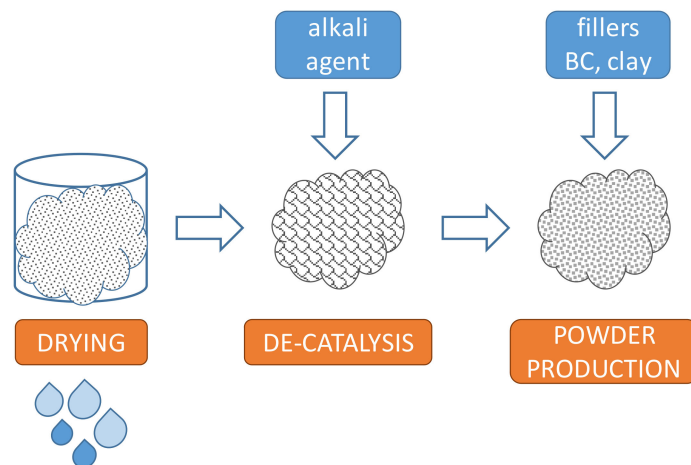 alkali
agent
fillers
BC, clay
DRYING
DE-CATALYSIS
POWDER
PRODUCTION